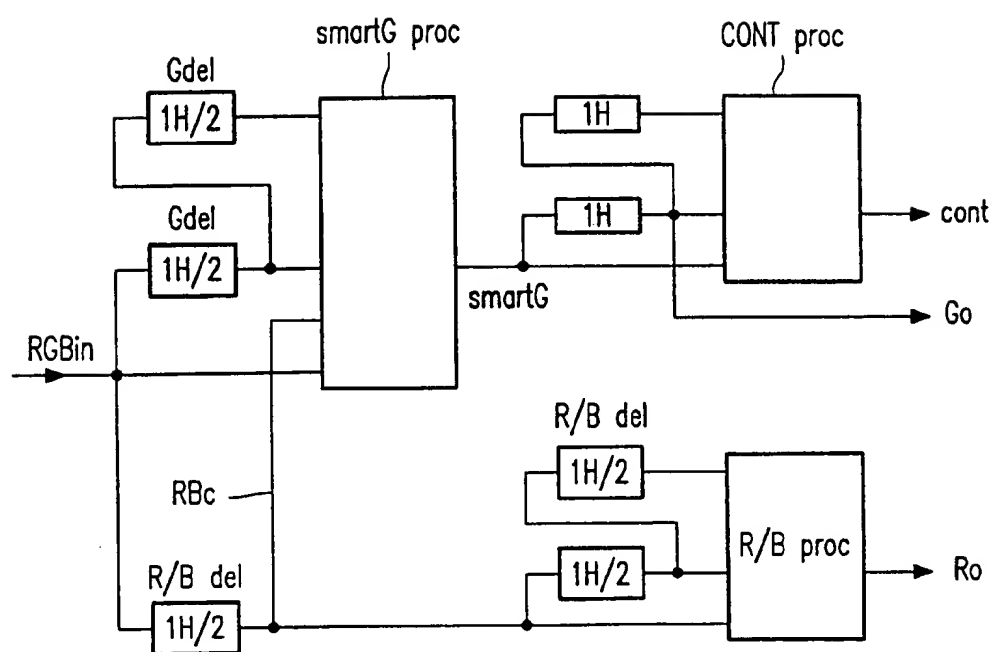 smartG proc
CONT proc
Gdel
1H/2
1H
Gdel
1H/2
1H
cont
smartG
Go
RGBin
R/B del
1H/2
RBc
R/B proc
1H/2
Ro
R/B del
1H/2